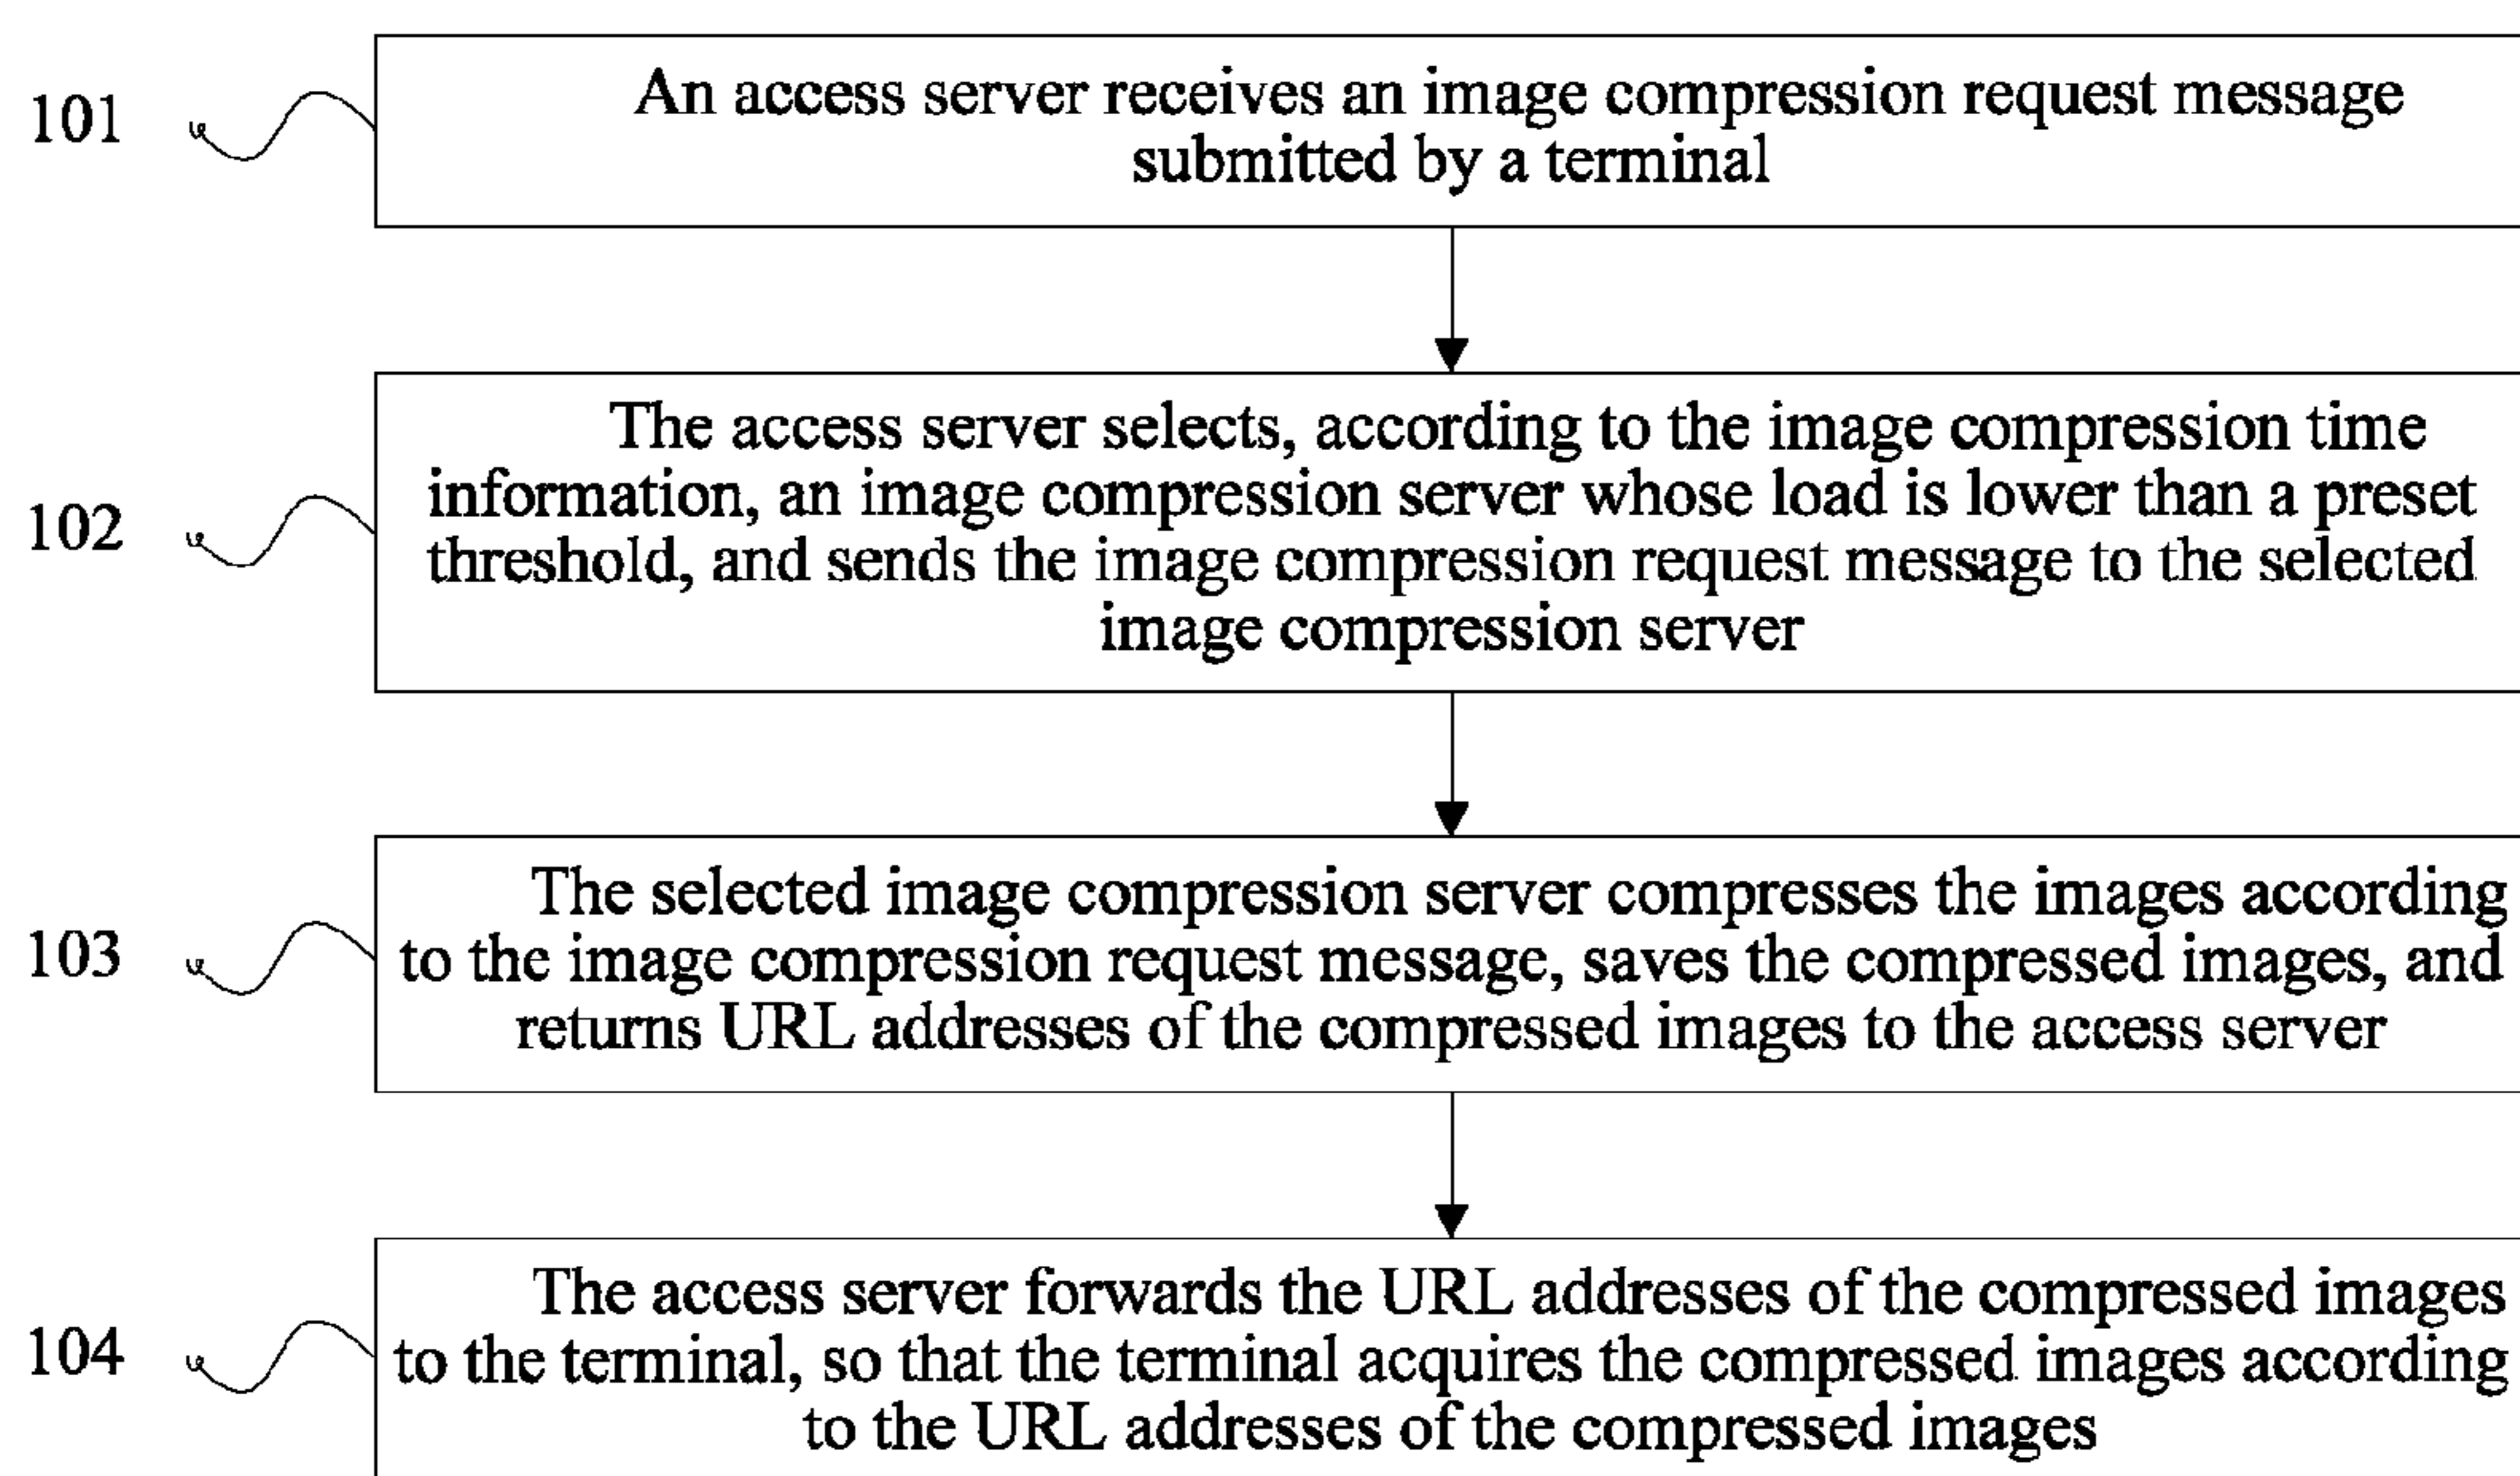 101
An access server receives an image compression request message
submitted by a terminal
102
The access server selects, according to the image compression time
information, an image compression server whose load is lower than a preset
threshold, and sends the image compression request message to the selected
image compression server
103
The selected image compression server compresses the images according
to the image compression request message, saves the compressed images, and
returns URL addresses of the compressed images to the access server
104
The access server forwards the URL addresses of the compressed images
to the terminal, so that the terminal acquires the compressed images according
to the URL addresses of the compressed images